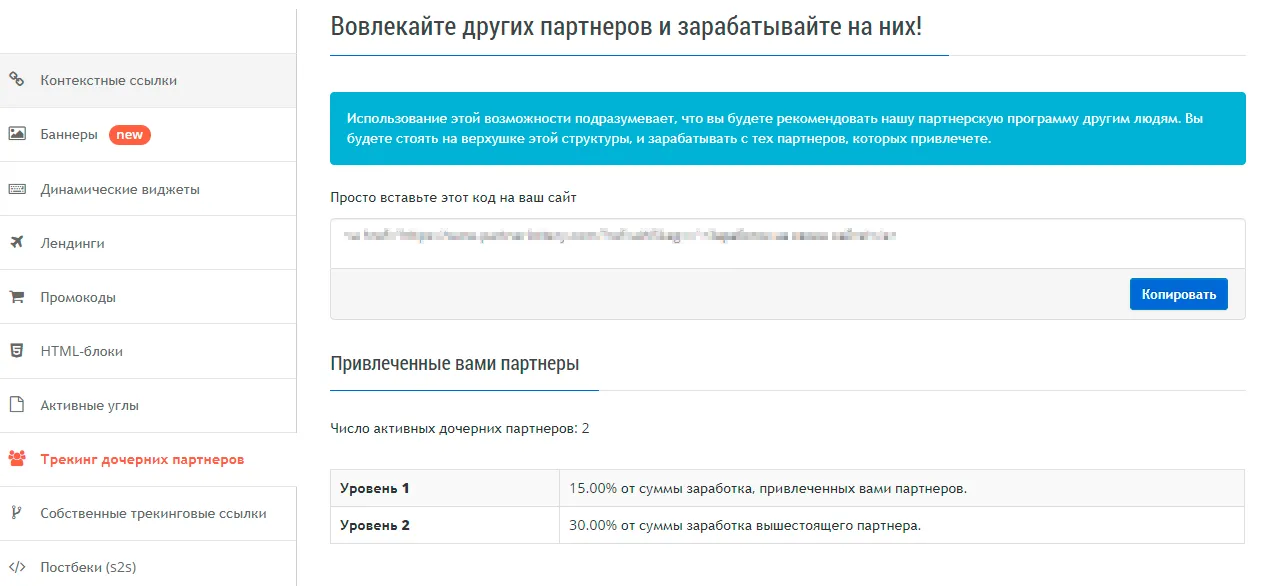 Контекстные ссылки
Баннеры new
Динамические виджеты
Лендинги
Промокоды
HTML-блоки
Активные углы
Трекинг дочерних партнеров
Собственные трекинговые ссылки
Постбеки (s2s)
Вовлекайте других партнеров и зарабатывайте на них!
Использование этой возможности подразумевает, что вы будете рекомендовать нашу партнерскую программу другим людям. Вы
будете стоять на верхушке этой структуры, и зарабатывать с тех партнеров, которых привлечете.
Просто вставьте этот код на ваш сайт
Копировать
Привлеченные вами партнеры
Число активных дочерних партнеров: 2
Уровень 1 15.00% от суммы заработка, привлеченных вами партнеров.
Уровень 2 30.00% от суммы заработка вышестоящего партнера.